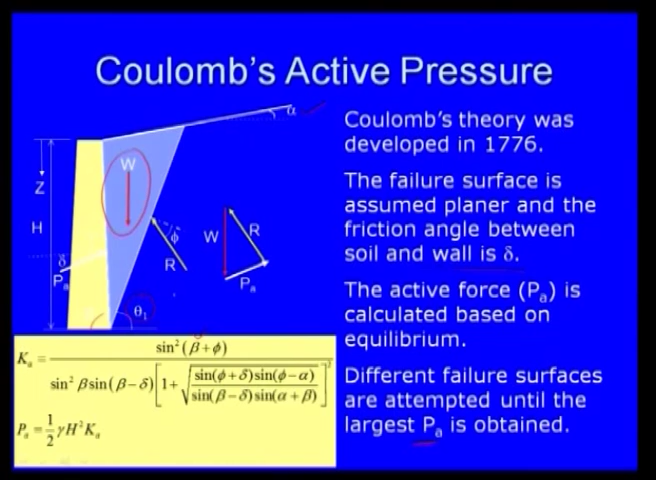 Coulomb's Active Pressure
α
W
Z
H
δ
Pa
ϕ
R
θ1
W
R
Pa
Coulomb's theory was
developed in 1776.
The failure surface is
assumed planer and the
friction angle between
soil and wall is δ.
The active force (Pa) is
calculated based on
equilibrium.
Different failure surfaces
are attempted until the
largest Pa is obtained.
Ka = sin²(β+ϕ) / sin²β sin(β−δ)[1+√(sin(ϕ+δ)sin(ϕ−α) / sin(β−δ)sin(α+β))]²
Pa = 1/2 γH²Ka